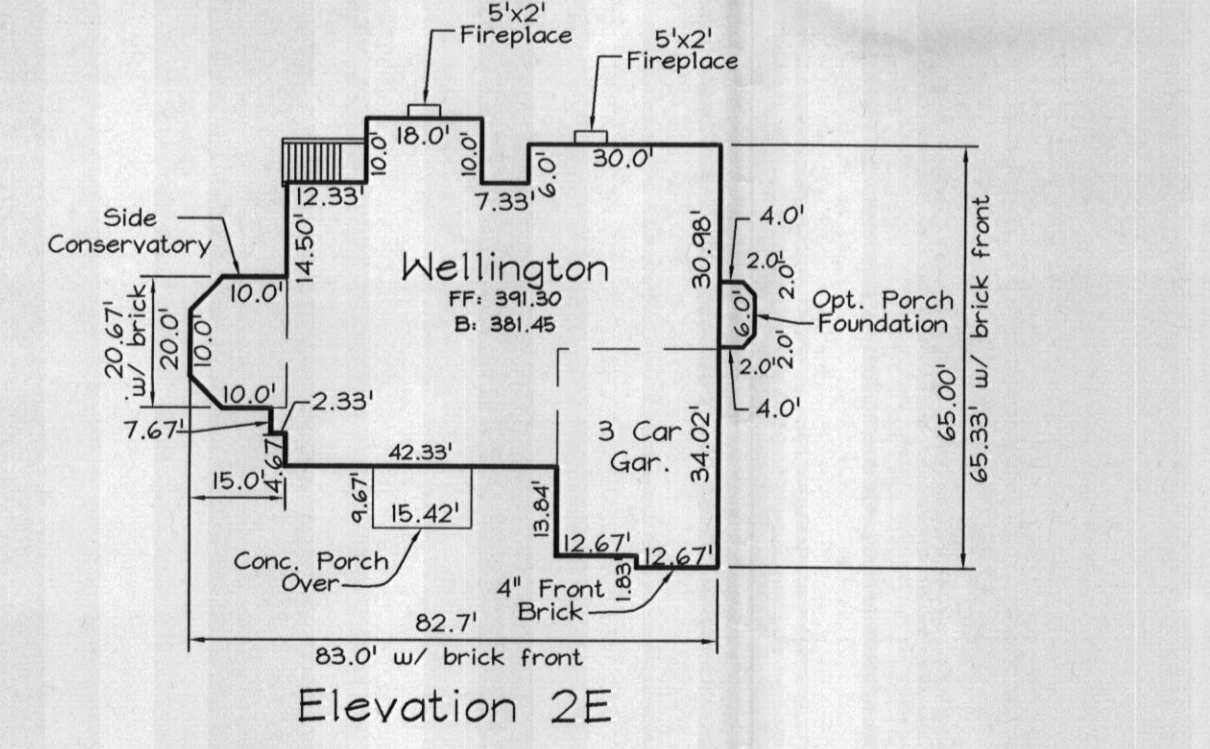 5'x2'
Fireplace
5'x2'
Fireplace
18.0'
10.0'
10.0'
30.0'
6.0'
12.33'
7.33'
Side
Conservatory
14.50'
30.98'
4.0'
Wellington
FF: 391.30
B: 381.45
10.0'
2.0'
2.0'
20.67'
w/ brick
20.0'
10.0'
6.0'
Opt. Porch
Foundation
2.0'
2.0'
4.0'
10.0'
2.33'
7.67'
4.67'
15.0'
42.33'
3 Car
Gar.
34.02'
65.00'
65.33' w/ brick front
9.67'
15.42'
13.84'
12.67'
12.67'
1.83'
Conc. Porch
Over
4" Front
Brick
82.7'
83.0' w/ brick front
Elevation 2E